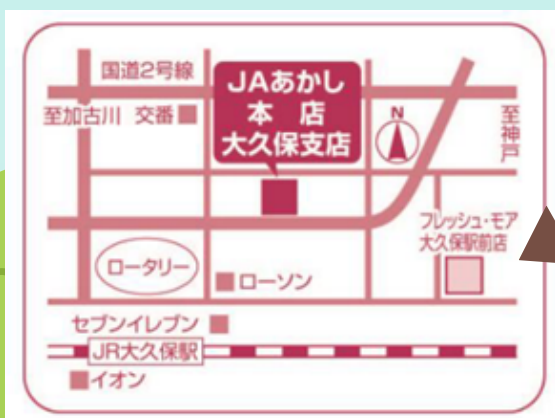 国道2号線
JAあかし
本店
大久保支店
至加古川
交番
N
至神戸
フレッシュ・モア
大久保駅前店
ロータリー
ローソン
セブンイレブン
JR大久保駅
イオン